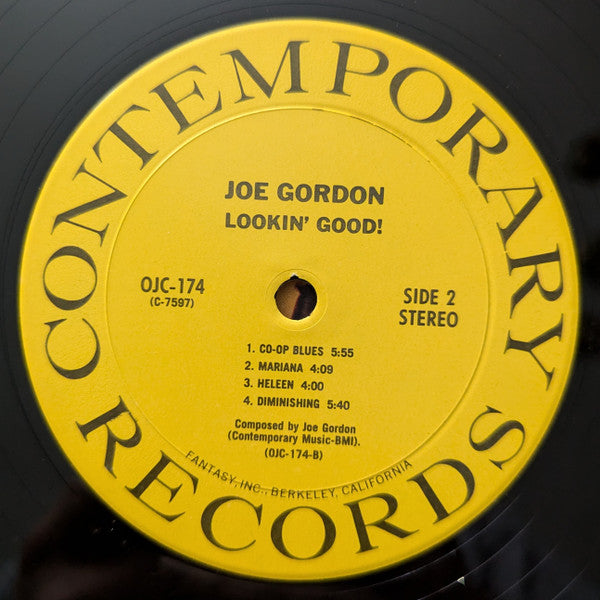 CONTEMPORARY
RECORDS
JOE GORDON
LOOKIN' GOOD!
OJC-174
(C-7597)
SIDE 2
STEREO
1. CO-OP BLUES 5:55
2. MARIANA 4:09
3. HELEEN 4:00
4. DIMINISHING 5:40
Composed by Joe Gordon
(Contemporary Music-BMI).
(OJC-174-B)
FANTASY, INC., BERKELEY, CALIFORNIA